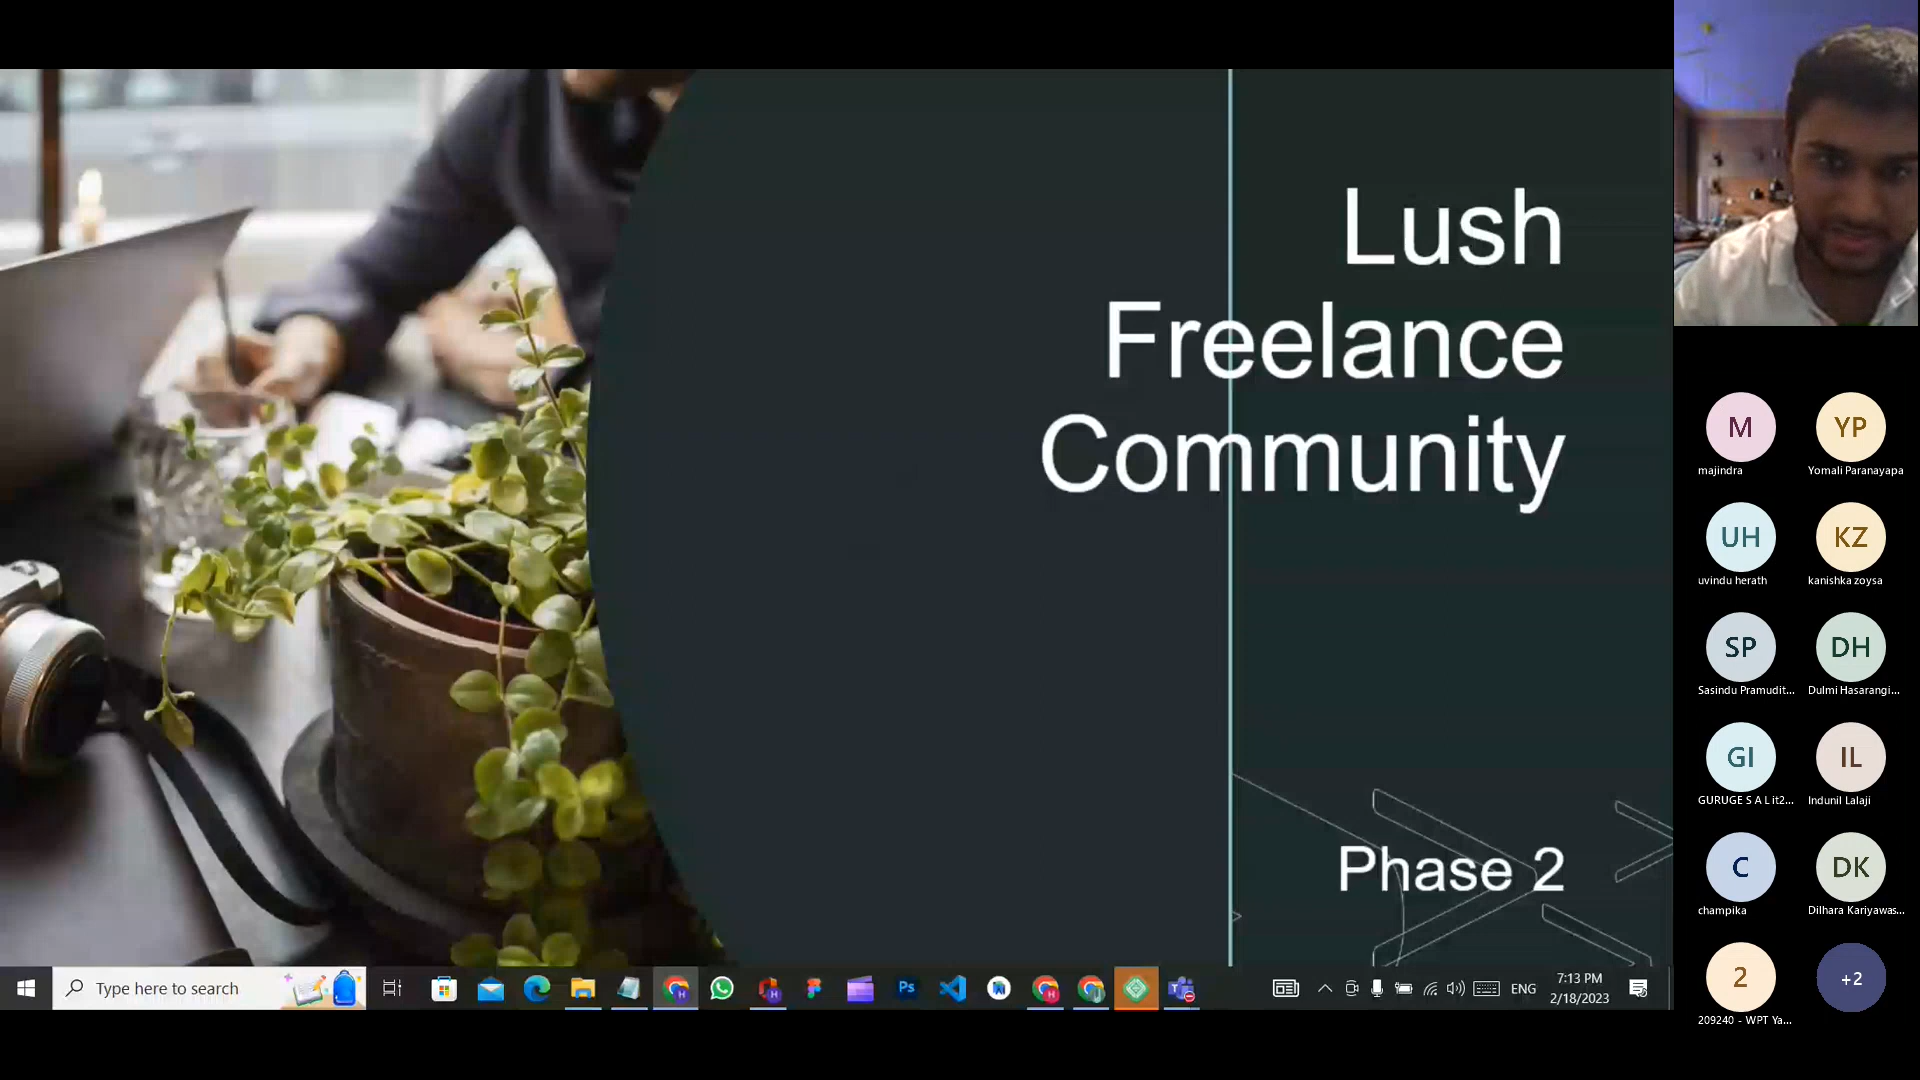 Lush
Freelance
Community
Phase 2
M
majindra
YP
Yomali Paranayapa
UH
uvindu herath
KZ
kanishka zoysa
SP
Sasindu Pramudit...
DH
Dulmi Hasarangi...
GI
GURUGE S A L it2...
IL
Indunil Lalaji
C
champika
DK
Dilhara Kariyawas...
2
209240 - WPT Ya...
+2
Type here to search
Ps
ENG
7:13 PM
2/18/2023